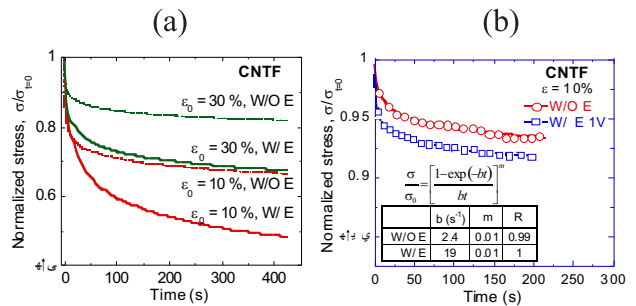 (a)
CNTF
ε₀ = 30 %, W/O E
ε₀ = 30 %, W/ E
ε₀ = 10 %, W/O E
ε₀ = 10 %, W/ E
Normalized stress, σ/σ t=0
1
0.8
0.6
0 100 200 300 400
Time (s)
(b)
CNTF
ε = 10%
W/O E
W/ E 1V
Normalized stress, σ/σ t=0
1
0.95
0.9
σ/σ₀ = [1-exp(-bt)/bt]^m
b (s⁻¹) m R
W/O E 2.4 0.01 0.99
W/ E 19 0.01 1
0 50 100 150 200 250 300
Time (s)